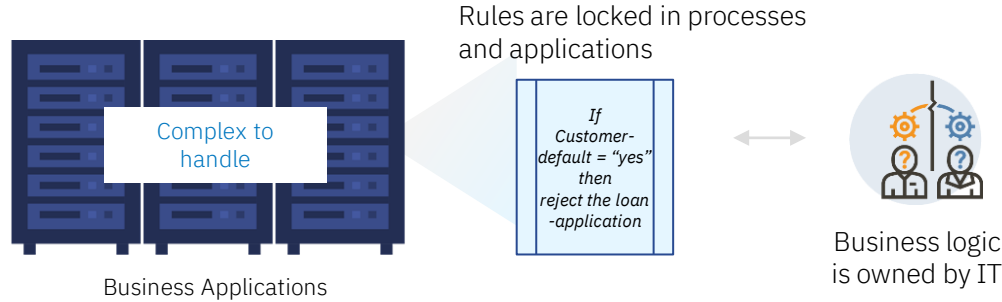 Rules are locked in processes
and applications
Complex to
handle
If
Customer-
default = “yes”
then
reject the loan
-application
?
?
Business logic
is owned by IT
Business Applications